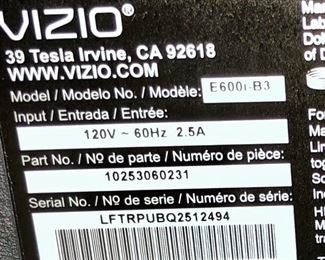 VIZIO®
39 Tesla Irvine, CA 92618
WWW.VIZIO.COM
Model / Modelo No. / Modèle: E600i-B3
Input / Entrada / Entrée:
120V ~ 60Hz 2.5A
Part No. / Nº de parte / Numéro de pièce:
10253060231
Serial No. / Nº de serie / Numéro de série:
LFTRPUBQ2512494